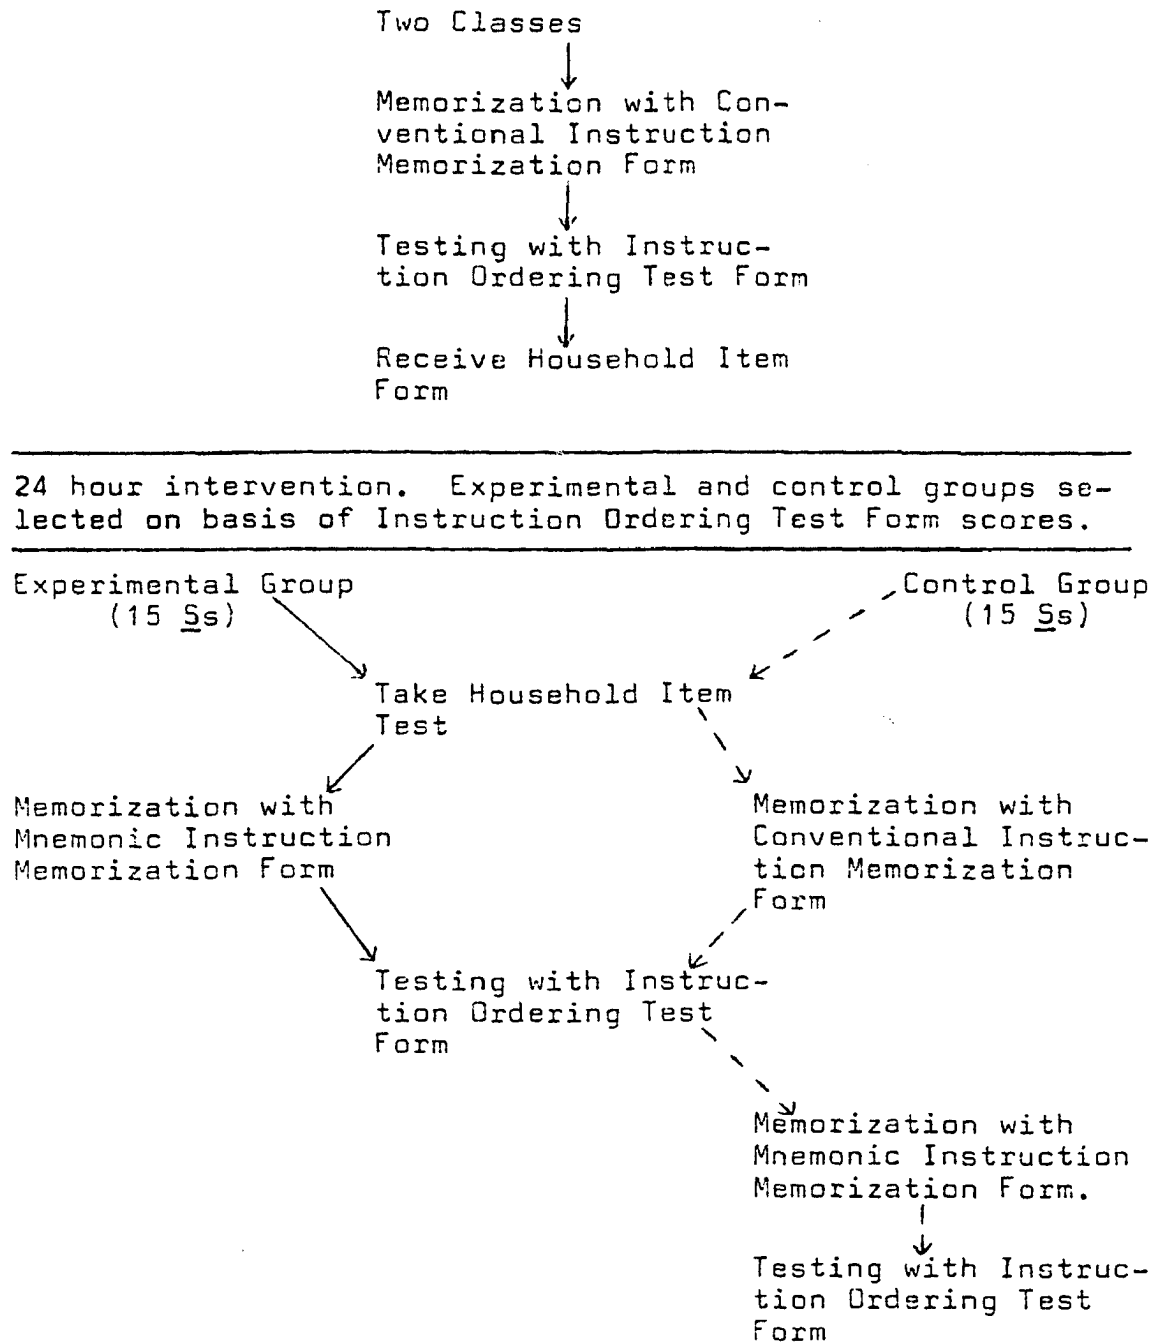 Two Classes
Memorization with Con-
ventional Instruction
Memorization Form
Testing with Instruc-
tion Ordering Test Form
Receive Household Item
Form
24 hour intervention. Experimental and control groups se-
lected on basis of Instruction Ordering Test Form scores.
Experimental Group
(15 Ss)
Control Group
(15 Ss)
Take Household Item
Test
Memorization with
Mnemonic Instruction
Memorization Form
Memorization with
Conventional Instruc-
tion Memorization
Form
Testing with Instruc-
tion Ordering Test
Form
Memorization with
Mnemonic Instruction
Memorization Form.
Testing with Instruc-
tion Ordering Test
Form